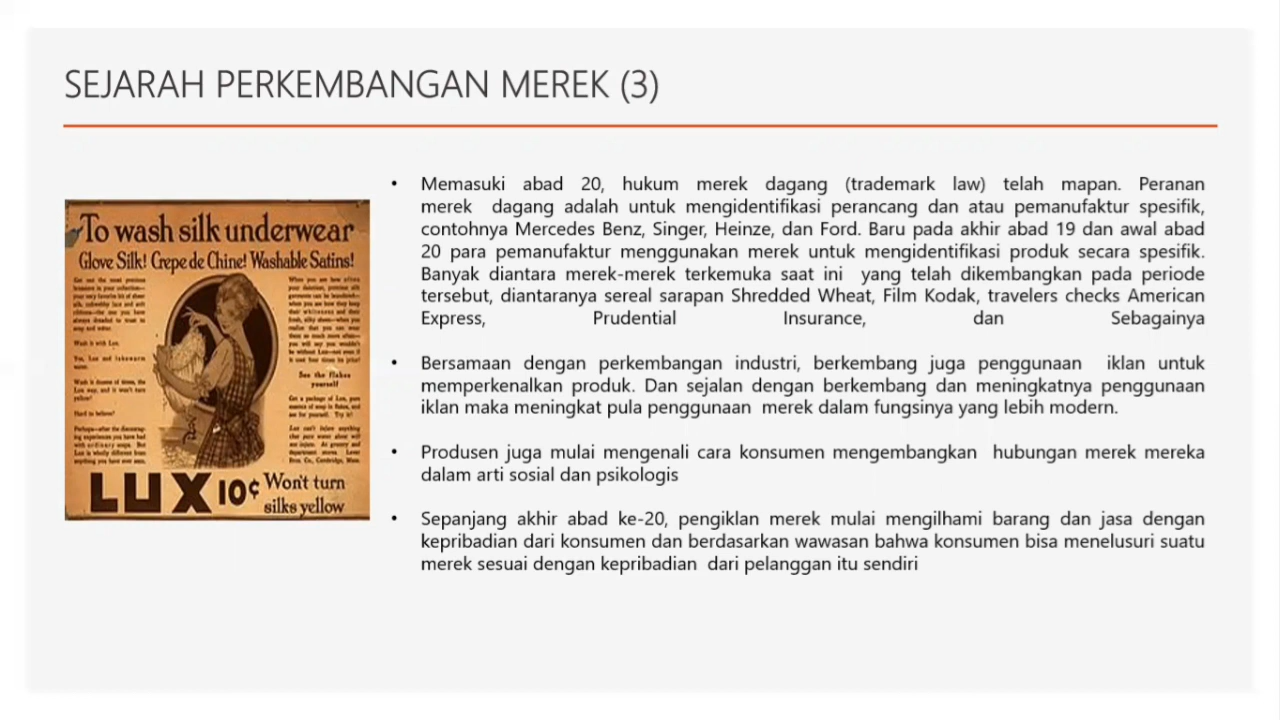 SEJARAH PERKEMBANGAN MEREK (3)
To wash silk underwear
Glove Silk! Crepe de Chine! Washable Satins!
Wash it with Lux.
Hard to believe?
See the flakes
yourself
LUX 10¢ Won't turn
silks yellow
• Memasuki abad 20, hukum merek dagang (trademark law) telah mapan. Peranan
merek dagang adalah untuk mengidentifikasi perancang dan atau pemanufaktur spesifik,
contohnya Mercedes Benz, Singer, Heinze, dan Ford. Baru pada akhir abad 19 dan awal abad
20 para pemanufaktur menggunakan merek untuk mengidentifikasi produk secara spesifik.
Banyak diantara merek-merek terkemuka saat ini yang telah dikembangkan pada periode
tersebut, diantaranya sereal sarapan Shredded Wheat, Film Kodak, travelers checks American
Express, Prudential Insurance, dan Sebagainya
• Bersamaan dengan perkembangan industri, berkembang juga penggunaan iklan untuk
memperkenalkan produk. Dan sejalan dengan berkembang dan meningkatnya penggunaan
iklan maka meningkat pula penggunaan merek dalam fungsinya yang lebih modern.
• Produsen juga mulai mengenali cara konsumen mengembangkan hubungan merek mereka
dalam arti sosial dan psikologis
• Sepanjang akhir abad ke-20, pengiklan merek mulai mengilhami barang dan jasa dengan
kepribadian dari konsumen dan berdasarkan wawasan bahwa konsumen bisa menelusuri suatu
merek sesuai dengan kepribadian dari pelanggan itu sendiri